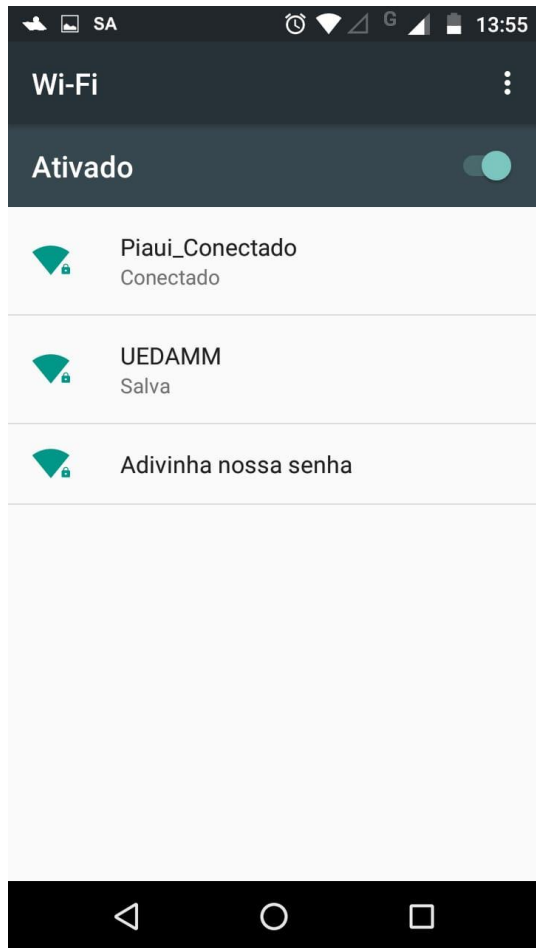 SA G 13:55
Wi-Fi
Ativado
Piaui_Conectado
Conectado
UEDAMM
Salva
Adivinha nossa senha